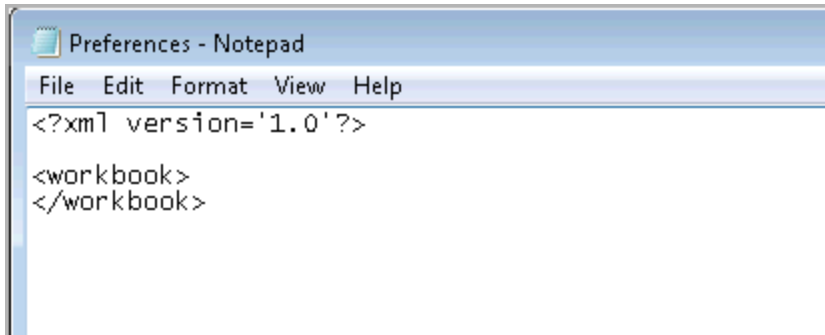 Preferences - Notepad
File Edit Format View Help
<?xml version='1.0'?>
<workbook>
</workbook>